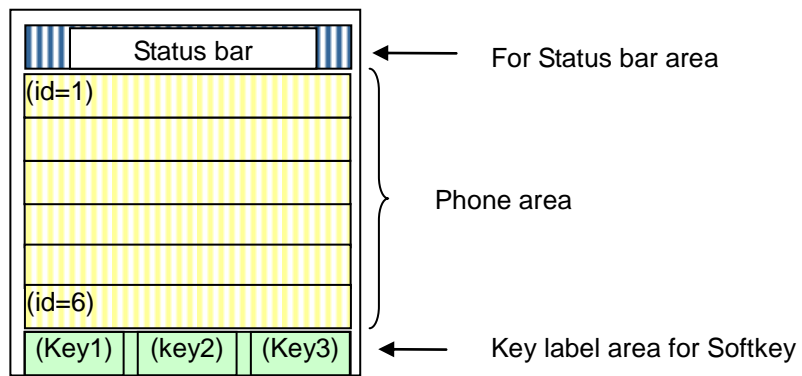 Status bar
For Status bar area
(id=1)
Phone area
(id=6)
(Key1) (key2) (Key3)
Key label area for Softkey